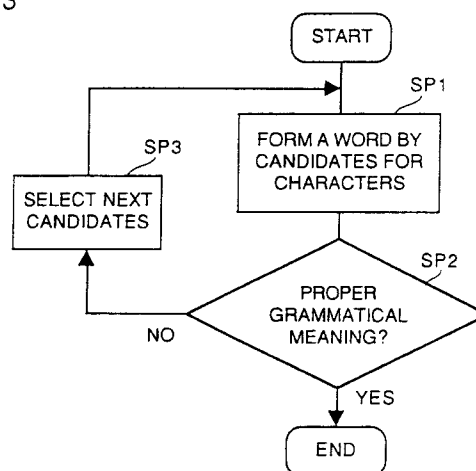 3
START
SP1
FORM A WORD BY
CANDIDATES FOR
CHARACTERS
SP3
SELECT NEXT
CANDIDATES
SP2
PROPER
GRAMMATICAL
MEANING?
NO
YES
END